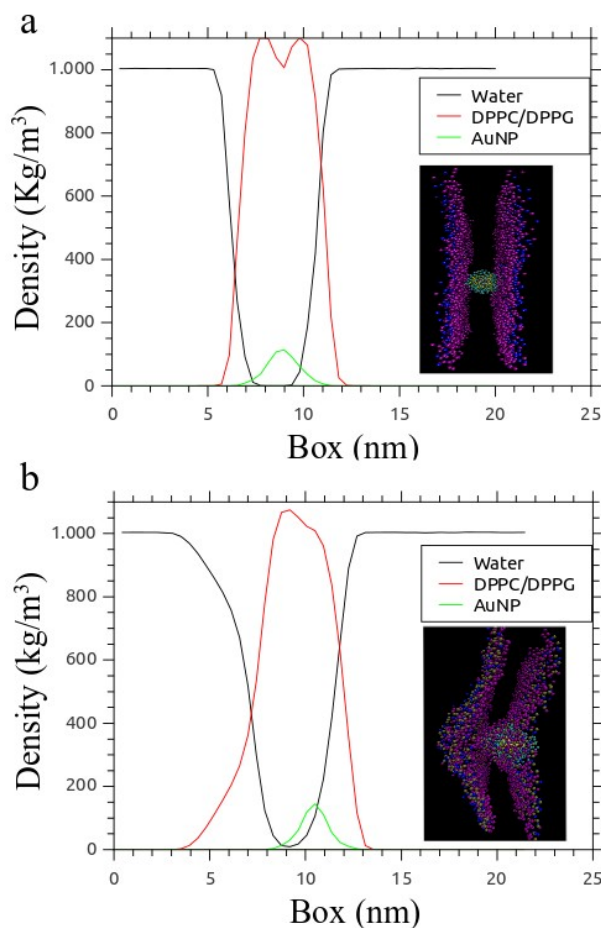 a
Density (Kg/m³)
1.000
800
600
400
200
0
Water
DPPC/DPPG
AuNP
0 5 10 15 20 25
Box (nm)
b
Density (kg/m³)
1.000
800
600
400
200
0
Water
DPPC/DPPG
AuNP
0 5 10 15 20 25
Box (nm)